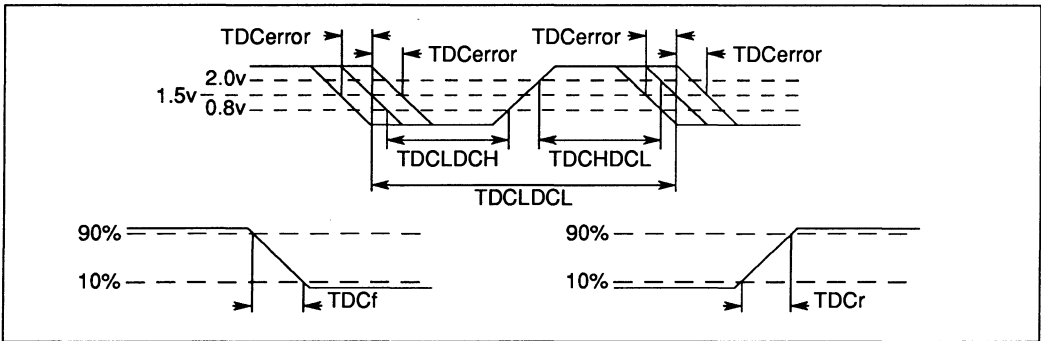 TDCerror TDCerror
TDCerror TDCerror
2.0v
1.5v
0.8v
TDCLDCH TDCHDCL
TDCLDCL
90% 90%
10% 10%
TDCf TDCr